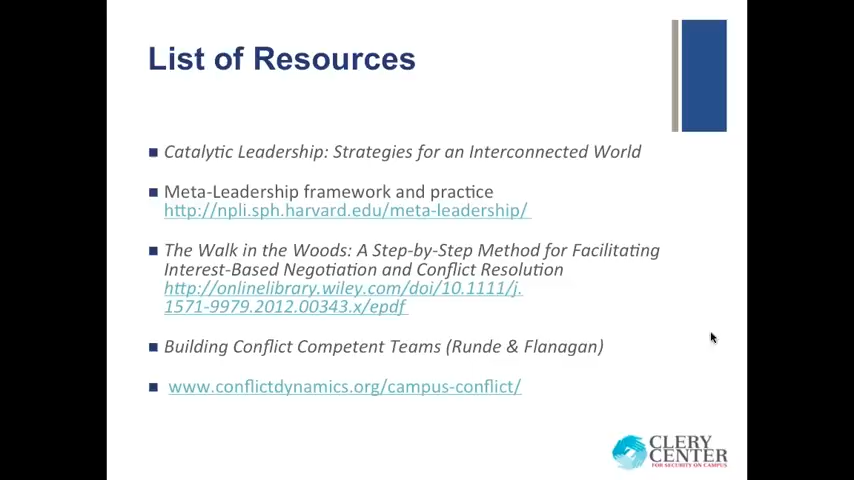 List of Resources
Catalytic Leadership: Strategies for an Interconnected World
Meta-Leadership framework and practice
http://npli.sph.harvard.edu/meta-leadership/
The Walk in the Woods: A Step-by-Step Method for Facilitating
Interest-Based Negotiation and Conflict Resolution
http://onlinelibrary.wiley.com/doi/10.1111/j.
1571-9979.2012.00343.x/epdf
Building Conflict Competent Teams (Runde & Flanagan)
www.conflictdynamics.org/campus-conflict/
CLERY
CENTER
FOR SECURITY ON CAMPUS